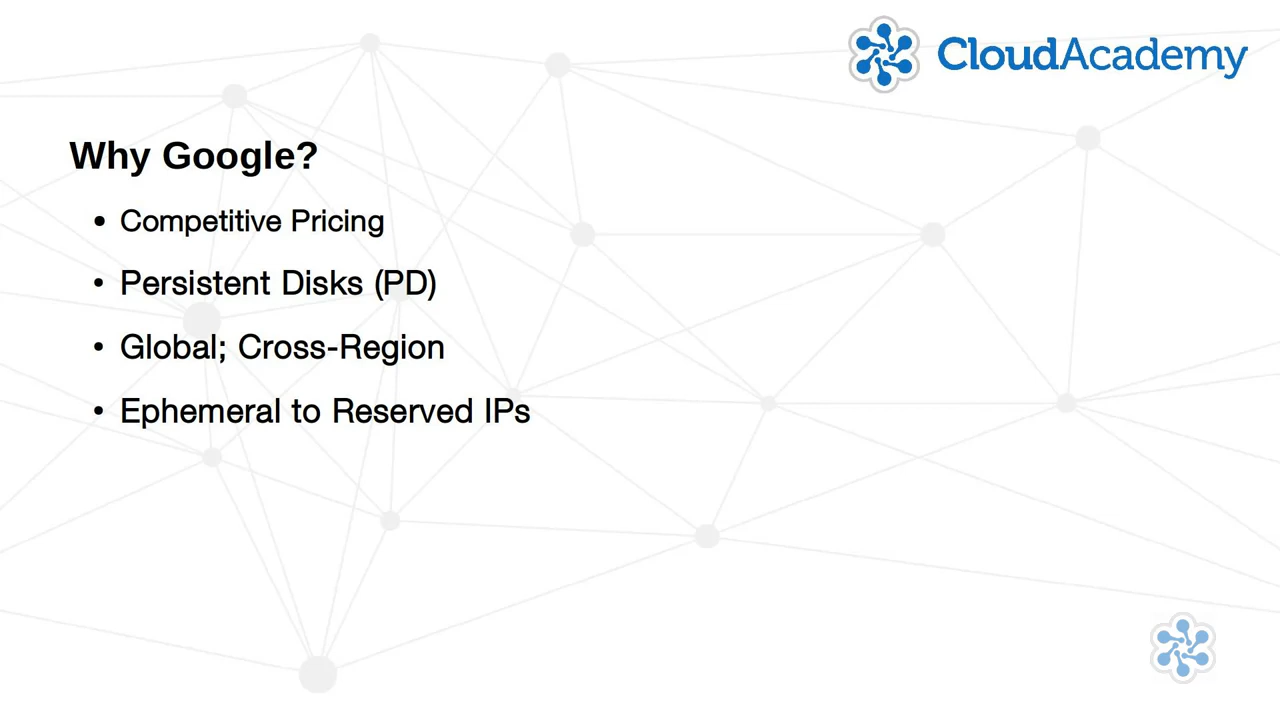 CloudAcademy
Why Google?
• Competitive Pricing
• Persistent Disks (PD)
• Global; Cross-Region
• Ephemeral to Reserved IPs